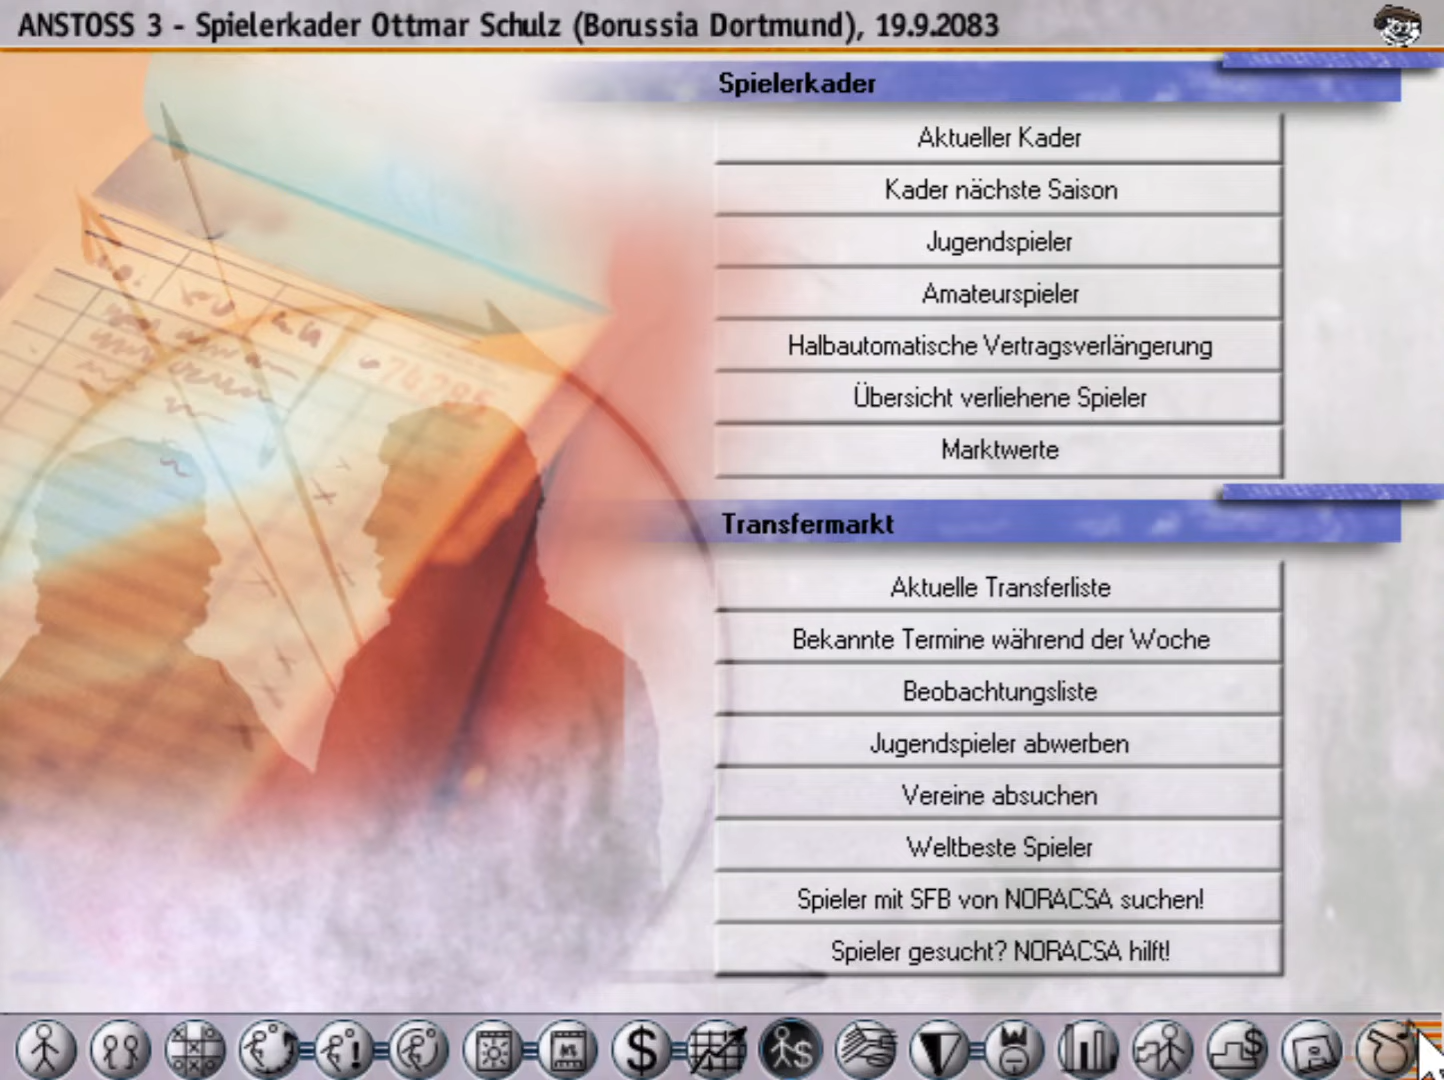 ANSTOSS 3 - Spielerkader Ottmar Schulz (Borussia Dortmund), 19.9.2083
Spielerkader
Aktueller Kader
Kader nächste Saison
Jugendspieler
Amateurspieler
Halbautomatische Vertragsverlängerung
Übersicht verliehene Spieler
Marktwerte
Transfermarkt
Aktuelle Transferliste
Bekannte Termine während der Woche
Beobachtungsliste
Jugendspieler abwerben
Vereine absuchen
Weltbeste Spieler
Spieler mit SFB von NORACSA suchen!
Spieler gesucht? NORACSA hilft!